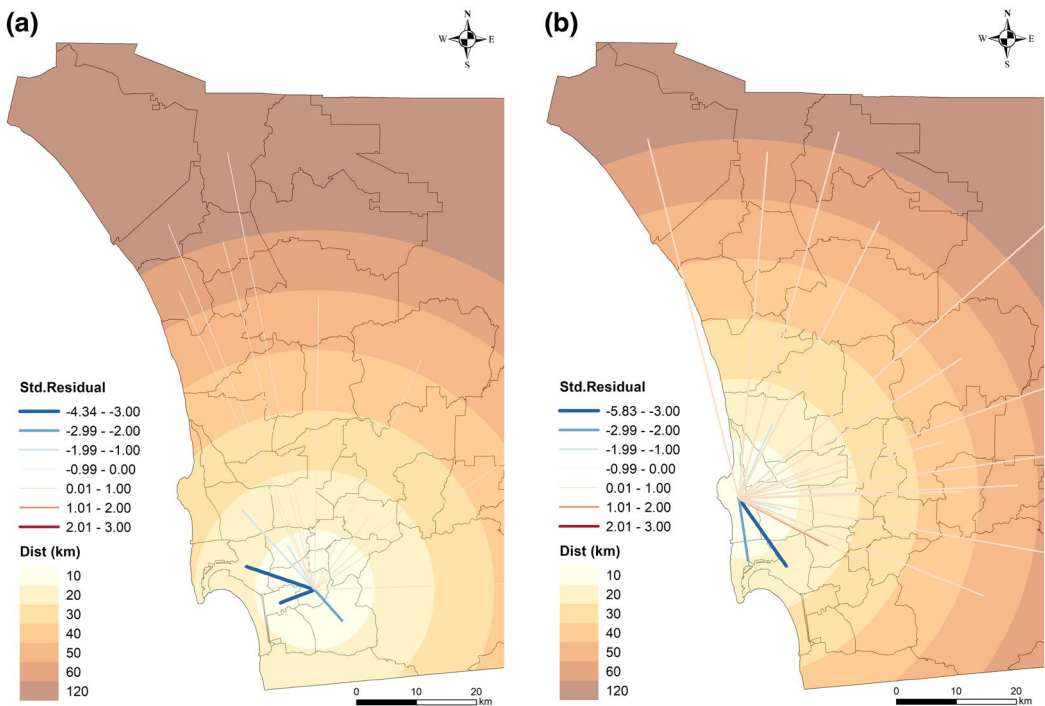 (a)
N
W E
S
Std.Residual
-4.34 - -3.00
-2.99 - -2.00
-1.99 - -1.00
-0.99 - 0.00
0.01 - 1.00
1.01 - 2.00
2.01 - 3.00
Dist (km)
10
20
30
40
50
60
120
0 10 20
km
(b)
N
W E
S
Std.Residual
-5.83 - -3.00
-2.99 - -2.00
-1.99 - -1.00
-0.99 - 0.00
0.01 - 1.00
1.01 - 2.00
2.01 - 3.00
Dist (km)
10
20
30
40
50
60
120
0 10 20
km